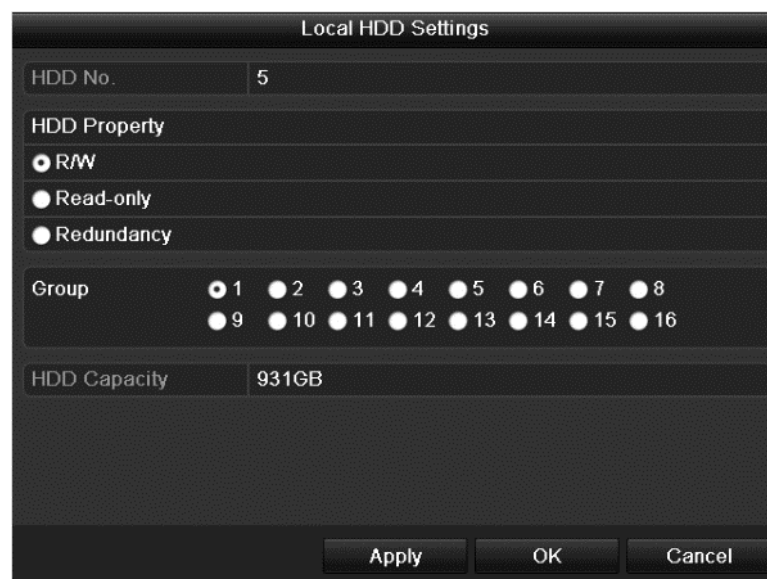 Local HDD Settings
HDD No. 5
HDD Property
R/W
Read-only
Redundancy
Group 1 2 3 4 5 6 7 8
9 10 11 12 13 14 15 16
HDD Capacity 931GB
Apply OK Cancel